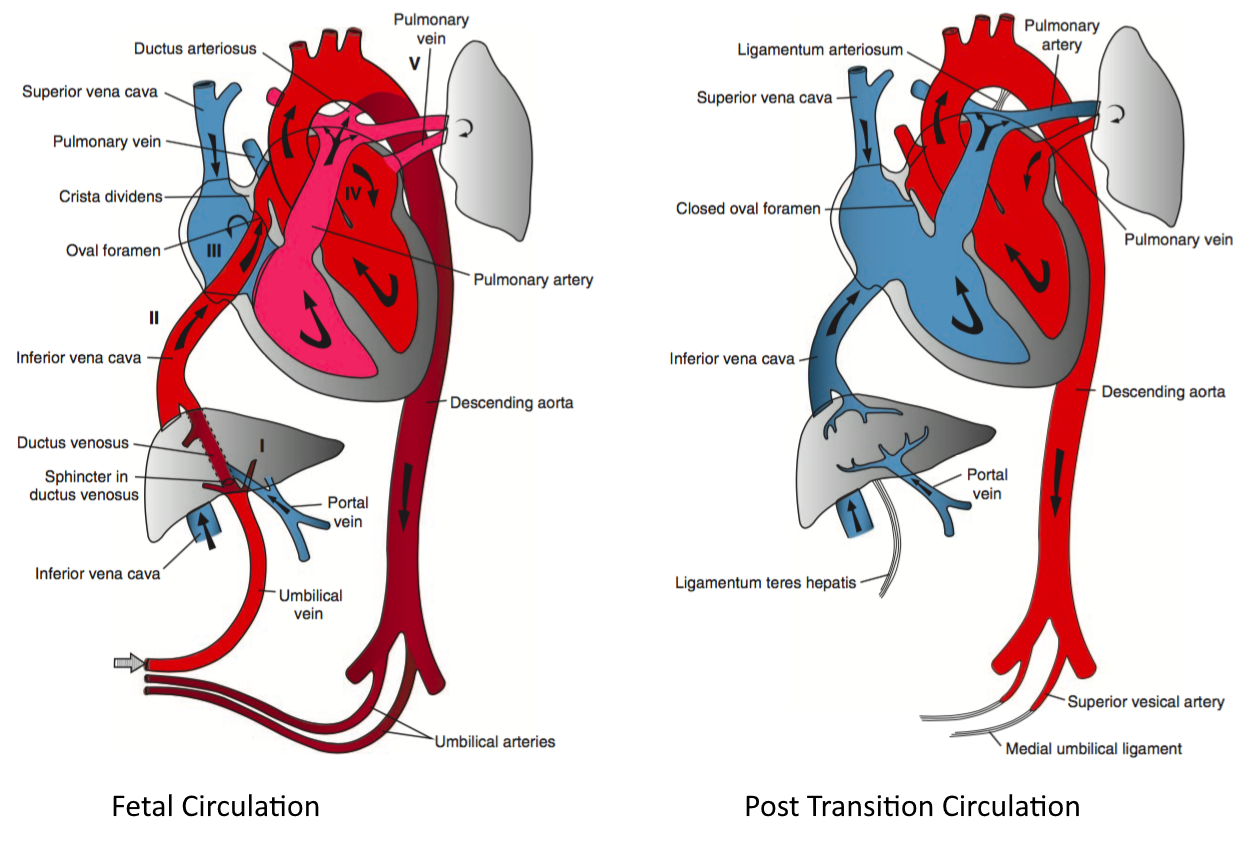 Pulmonary
vein
V
Ductus arteriosus
Superior vena cava
Pulmonary vein
Crista dividens
IV
Oval foramen
III
Pulmonary artery
II
Inferior vena cava
Descending aorta
Ductus venosus
I
Sphincter in
ductus venosus
Portal
vein
Inferior vena cava
Umbilical
vein
Umbilical arteries
Fetal Circulation
Pulmonary
artery
Ligamentum arteriosum
Superior vena cava
Closed oval foramen
Pulmonary vein
Inferior vena cava
Descending aorta
Portal
vein
Ligamentum teres hepatis
Superior vesical artery
Medial umbilical ligament
Post Transition Circulation